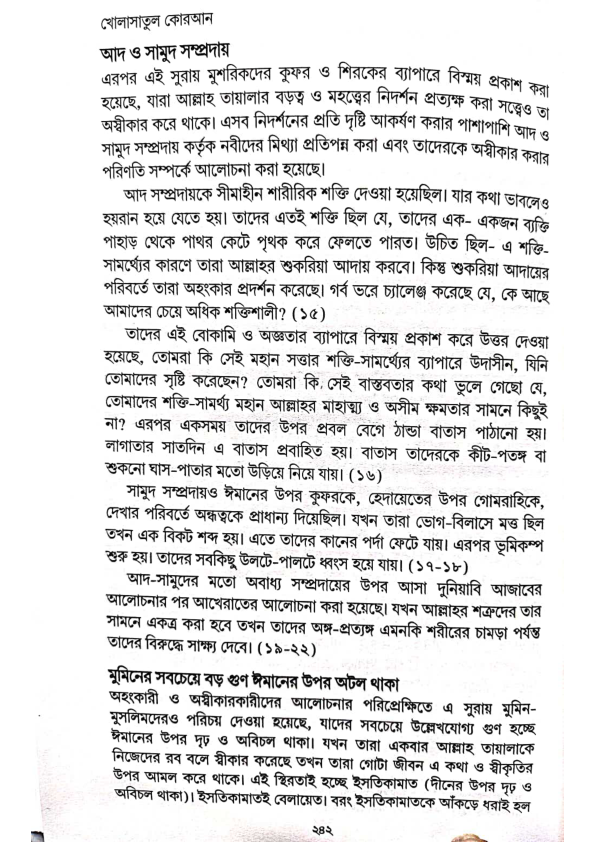 খোলাসাতুল কোরআন
আদ ও সামুদ সম্প্রদায়
এরপর এই সুরায় মুশরিকদের কুফর ও শিরকের ব্যাপারে বিস্ময় প্রকাশ করা
হয়েছে, যারা আল্লাহ তায়ালার বড়ত্ব ও মহত্ত্বের নিদর্শন প্রত্যক্ষ করা সত্ত্বেও তা
অস্বীকার করে থাকে। এসব নিদর্শনের প্রতি দৃষ্টি আকর্ষণ করার পাশাপাশি আদ ও
সামুদ সম্প্রদায় কর্তৃক নবীদের মিথ্যা প্রতিপন্ন করা এবং তাদেরকে অস্বীকার করার
পরিণতি সম্পর্কে আলোচনা করা হয়েছে।
আদ সম্প্রদায়কে সীমাহীন শারীরিক শক্তি দেওয়া হয়েছিল। যার কথা ভাবলেও
হয়রান হয়ে যেতে হয়। তাদের এতই শক্তি ছিল যে, তাদের এক- একজন ব্যক্তি
পাহাড় থেকে পাথর কেটে পৃথক করে ফেলতে পারত। উচিত ছিল- এ শক্তি-
সামর্থ্যের কারণে তারা আল্লাহর শুকরিয়া আদায় করবে। কিন্তু শুকরিয়া আদায়ের
পরিবর্তে তারা অহংকার প্রদর্শন করেছে। গর্ব ভরে চ্যালেঞ্জ করেছে যে, কে আছে
আমাদের চেয়ে অধিক শক্তিশালী? (১৫)
তাদের এই বোকামি ও অজ্ঞতার ব্যাপারে বিস্ময় প্রকাশ করে উত্তর দেওয়া
হয়েছে, তোমরা কি সেই মহান সত্তার শক্তি-সামর্থ্যের ব্যাপারে উদাসীন, যিনি
তোমাদের সৃষ্টি করেছেন? তোমরা কি সেই বাস্তবতার কথা ভুলে গেছো যে,
তোমাদের শক্তি-সামর্থ্য মহান আল্লাহর মাহাত্ম্য ও অসীম ক্ষমতার সামনে কিছুই
না? এরপর একসময় তাদের উপর প্রবল বেগে ঠান্ডা বাতাস পাঠানো হয়।
লাগাতার সাতদিন এ বাতাস প্রবাহিত হয়। বাতাস তাদেরকে কীট-পতঙ্গ বা
শুকনো ঘাস-পাতার মতো উড়িয়ে নিয়ে যায়। (১৬)
সামুদ সম্প্রদায়ও ঈমানের উপর কুফরকে, হেদায়েতের উপর গোমরাহিকে,
দেখার পরিবর্তে অন্ধত্বকে প্রাধান্য দিয়েছিল। যখন তারা ভোগ-বিলাসে মত্ত ছিল
তখন এক বিকট শব্দ হয়। এতে তাদের কানের পর্দা ফেটে যায়। এরপর ভূমিকম্প
শুরু হয়। তাদের সবকিছু উলটে-পালটে ধ্বংস হয়ে যায়। (১৭-১৮)
আদ-সামুদের মতো অবাধ্য সম্প্রদায়ের উপর আসা দুনিয়াবি আজাবের
আলোচনার পর আখেরাতের আলোচনা করা হয়েছে। যখন আল্লাহর শত্রুদের তার
সামনে একত্র করা হবে তখন তাদের অঙ্গ-প্রত্যঙ্গ এমনকি শরীরের চামড়া পর্যন্ত
তাদের বিরুদ্ধে সাক্ষ্য দেবে। (১৯-২২)
মুমিনের সবচেয়ে বড় গুণ ঈমানের উপর অটল থাকা
অহংকারী ও অস্বীকারকারীদের আলোচনার পরিপ্রেক্ষিতে এ সুরায় মুমিন-
মুসলিমদেরও পরিচয় দেওয়া হয়েছে, যাদের সবচেয়ে উল্লেখযোগ্য গুণ হচ্ছে
ঈমানের উপর দৃঢ় ও অবিচল থাকা। যখন তারা একবার আল্লাহ তায়ালাকে
নিজেদের রব বলে স্বীকার করেছে তখন তারা গোটা জীবন এ কথা ও স্বীকৃতির
উপর আমল করে থাকে। এই স্থিরতাই হচ্ছে ইসতিকামাত (দীনের উপর দৃঢ় ও
অবিচল থাকা)। ইসতিকামাতই বেলায়েত। বরং ইসতিকামাতকে আঁকড়ে ধরাই হল
২৪২